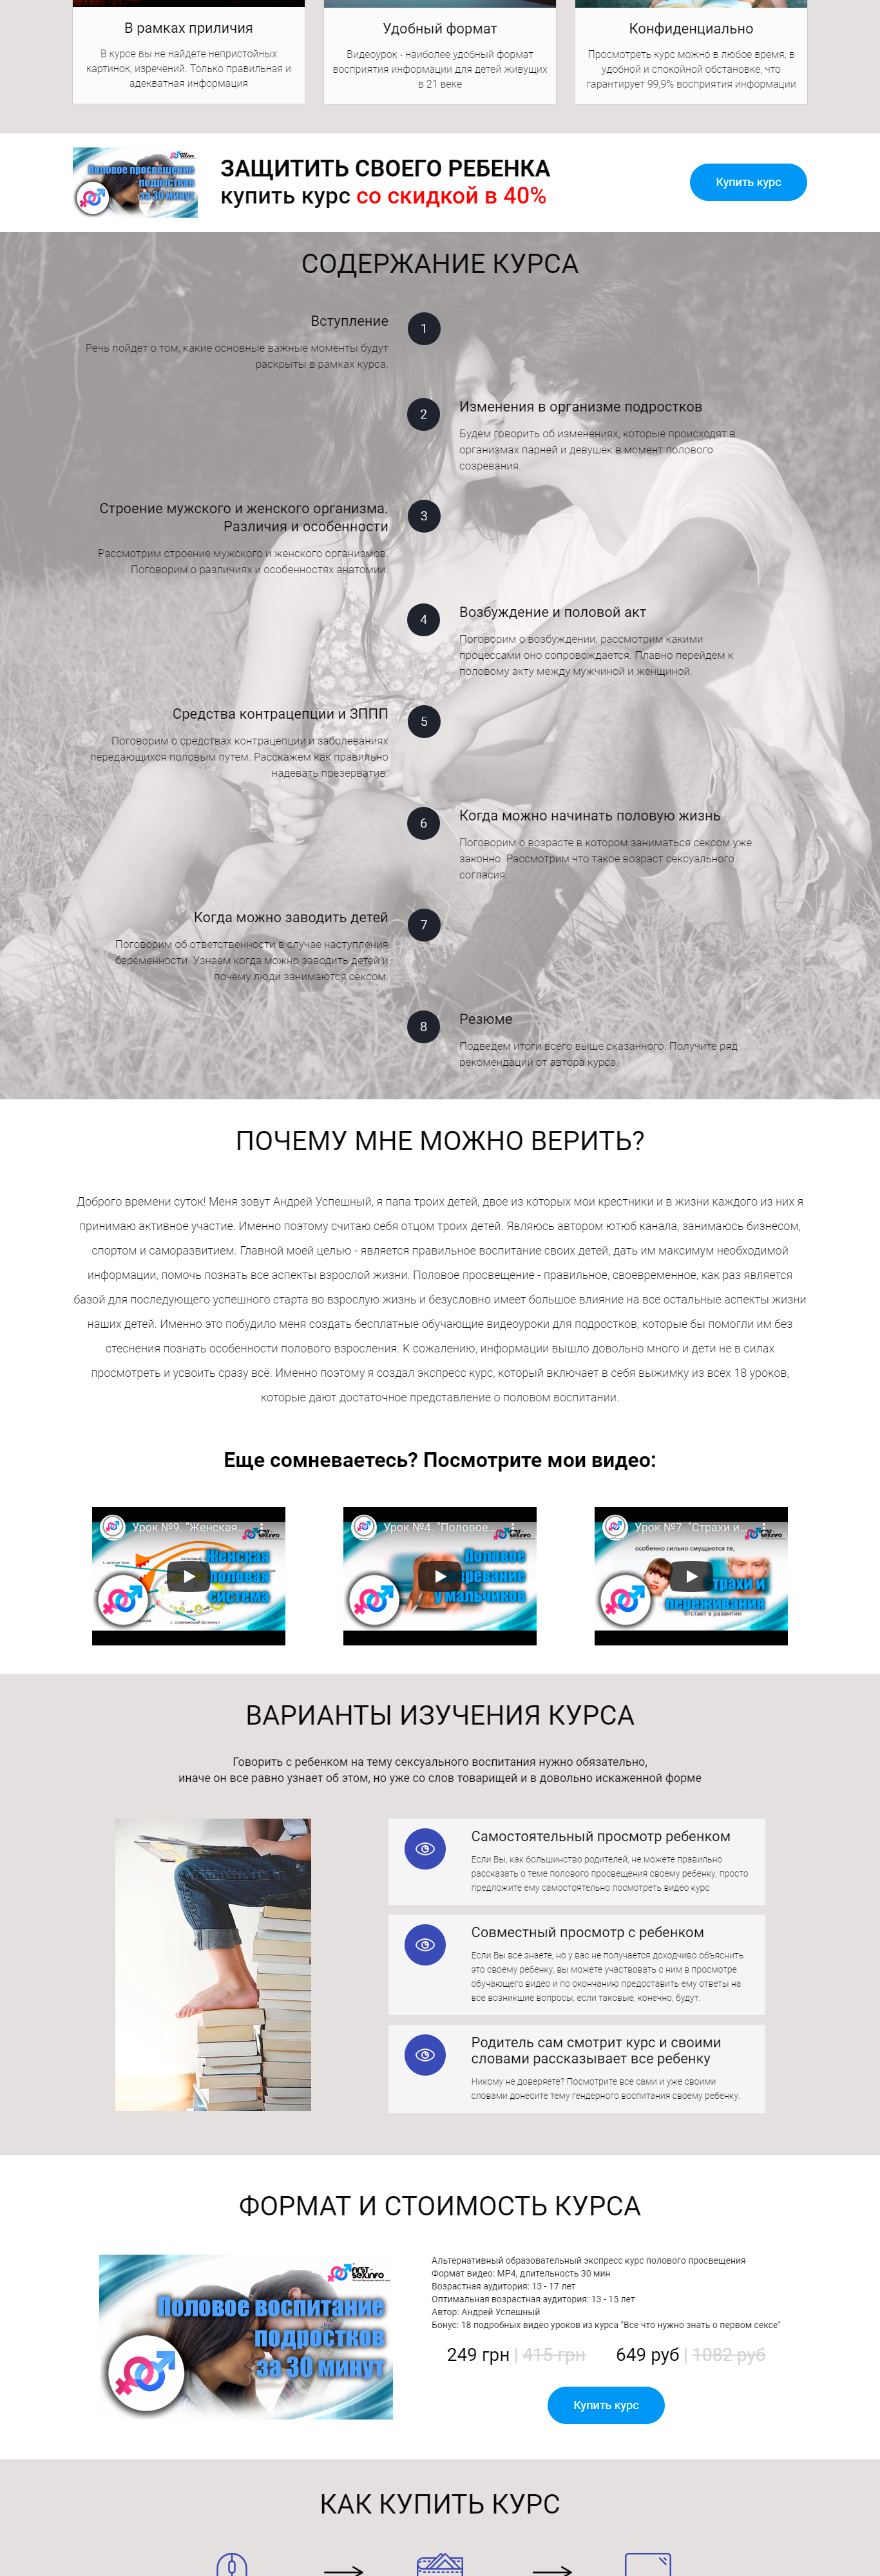 В рамках приличия
В курсе вы не найдете непристойных
картинок, изречений. Только правильная и
адекватная информация
Удобный формат
Видеоурок - наиболее удобный формат
восприятия информации для детей живущих
в 21 веке
Конфиденциально
Просмотреть курс можно в любое время, в
удобной и спокойной обстановке, что
гарантирует 99,9% восприятия информации
Половое просвещение
подростков
за 30 минут
ЗАЩИТИТЬ СВОЕГО РЕБЕНКА
купить курс со скидкой в 40%
Купить курс
СОДЕРЖАНИЕ КУРСА
Вступление
1
Речь пойдет о том, какие основные важные моменты будут
раскрыты в рамках курса.
2
Изменения в организме подростков
Будем говорить об изменениях, которые происходят в
организмах парней и девушек в момент полового
созревания.
Строение мужского и женского организма.
Различия и особенности
3
Рассмотрим строение мужского и женского организмов.
Поговорим о различиях и особенностях анатомии.
4
Возбуждение и половой акт
Поговорим о возбуждении, рассмотрим какими
процессами оно сопровождается. Плавно перейдем к
половому акту между мужчиной и женщиной.
Средства контрацепции и ЗППП
5
Поговорим о средствах контрацепции и заболеваниях
передающихся половым путем. Расскажем как правильно
надевать презерватив.
6
Когда можно начинать половую жизнь
Поговорим о возрасте в котором заниматься сексом уже
законно. Рассмотрим что такое возраст сексуального
согласия.
Когда можно заводить детей
7
Поговорим об ответственности в случае наступления
беременности. Узнаем когда можно заводить детей и
почему люди занимаются сексом.
8
Резюме
Подведем итоги всего выше сказанного. Получите ряд
рекомендаций от автора курса.
ПОЧЕМУ МНЕ МОЖНО ВЕРИТЬ?
Доброго времени суток! Меня зовут Андрей Успешный, я папа троих детей, двое из которых мои крестники и в жизни каждого из них я
принимаю активное участие. Именно поэтому считаю себя отцом троих детей. Являюсь автором ютюб канала, занимаюсь бизнесом,
спортом и саморазвитием. Главной моей целью - является правильное воспитание своих детей, дать им максимум необходимой
информации, помочь познать все аспекты взрослой жизни. Половое просвещение - правильное, своевременное, как раз является
базой для последующего успешного старта во взрослую жизнь и безусловно имеет большое влияние на все остальные аспекты жизни
наших детей. Именно это побудило меня создать бесплатные обучающие видеоуроки для подростков, которые бы помогли им без
стеснения познать особенности полового взросления. К сожалению, информации вышло довольно много и дети не в силах
просмотреть и усвоить сразу всё. Именно поэтому я создал экспресс курс, который включает в себя выжимку из всех 18 уроков,
которые дают достаточное представление о половом воспитании.
Еще сомневаетесь? Посмотрите мои видео:
Урок №9. "Женская...
Женская
половая
система
Урок №4. "Половое...
Половое
созревание
у мальчиков
Урок №7. "Страхи и...
особенно сильно смущаются те,
Страхи и
переживания
отстает в развитии
ВАРИАНТЫ ИЗУЧЕНИЯ КУРСА
Говорить с ребенком на тему сексуального воспитания нужно обязательно,
иначе он все равно узнает об этом, но уже со слов товарищей и в довольно искаженной форме
Самостоятельный просмотр ребенком
Если Вы, как большинство родителей, не можете правильно
рассказать о теме полового просвещения своему ребенку, просто
предложите ему самостоятельно посмотреть видео курс
Совместный просмотр с ребенком
Если Вы все знаете, но у вас не получается доходчиво объяснить
это своему ребенку, вы можете участвовать с ним в просмотре
обучающего видео и по окончанию предоставить ему ответы на
все возникшие вопросы, если таковые, конечно, будут.
Родитель сам смотрит курс и своими
словами рассказывает все ребенку
Никому не доверяете? Посмотрите все сами и уже своими
словами донесите тему гендерного воспитания своему ребенку.
ФОРМАТ И СТОИМОСТЬ КУРСА
Половое воспитание
подростков
за 30 минут
Альтернативный образовательный экспресс курс полового просвещения
Формат видео: MP4, длительность 30 мин
Возрастная аудитория: 13 - 17 лет
Оптимальная возрастная аудитория: 13 - 15 лет
Автор: Андрей Успешный
Бонус: 18 подробных видео уроков из курса "Все что нужно знать о первом сексе"
249 грн | 415 грн 649 руб | 1082 руб
Купить курс
КАК КУПИТЬ КУРС